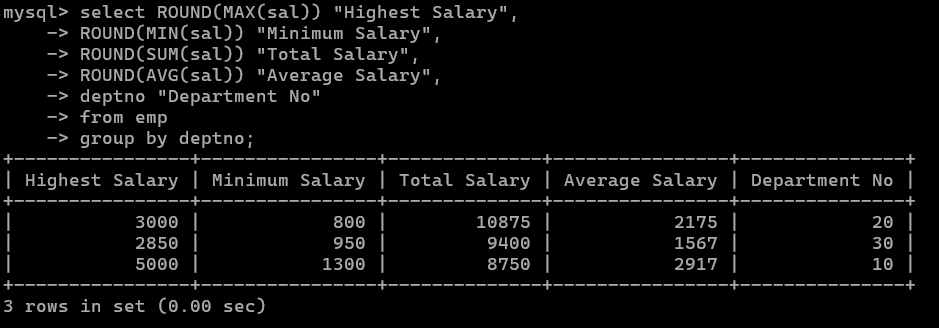 mysql> select ROUND(MAX(sal)) "Highest Salary",
    -> ROUND(MIN(sal)) "Minimum Salary",
    -> ROUND(SUM(sal)) "Total Salary",
    -> ROUND(AVG(sal)) "Average Salary",
    -> deptno "Department No"
    -> from emp
    -> group by deptno;
+----------------+----------------+--------------+----------------+---------------+
| Highest Salary | Minimum Salary | Total Salary | Average Salary | Department No |
+----------------+----------------+--------------+----------------+---------------+
|           3000 |            800 |        10875 |           2175 |            20 |
|           2850 |            950 |         9400 |           1567 |            30 |
|           5000 |           1300 |         8750 |           2917 |            10 |
+----------------+----------------+--------------+----------------+---------------+
3 rows in set (0.00 sec)